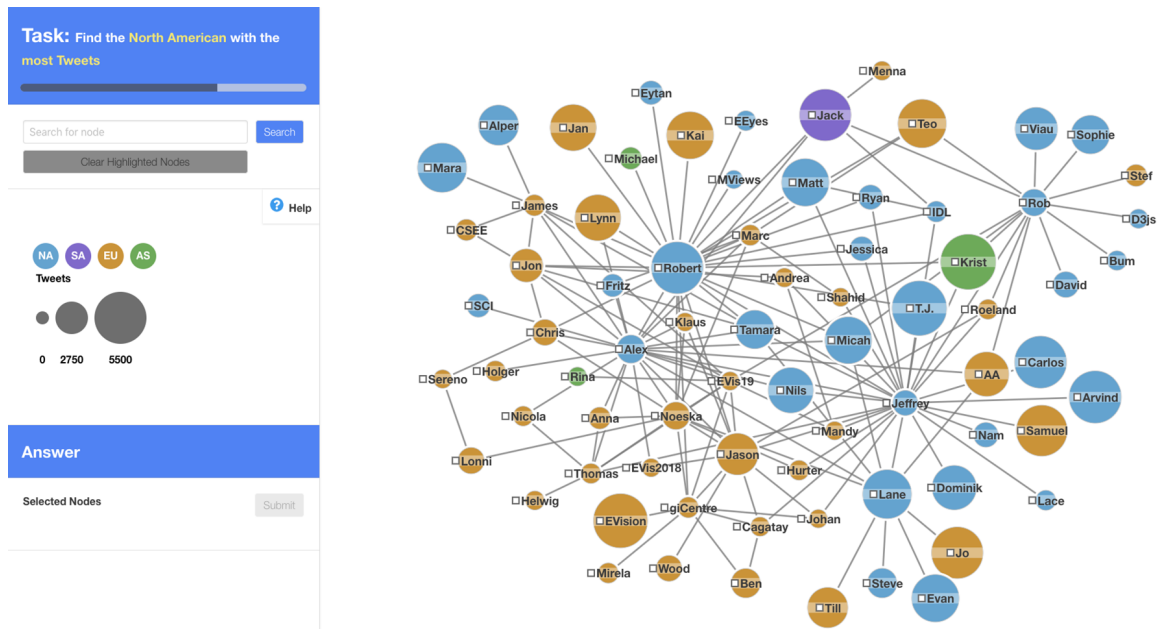 Task: Find the North American with the
most Tweets
Search for node
Search
Clear Highlighted Nodes
? Help
NA SA EU AS
Tweets
0 2750 5500
Answer
Selected Nodes
Submit
Menna
Eytan
Jack
Alper
Jan
Kai
EEyes
Teo
Viau
Sophie
Michael
Mara
MViews
Matt
Stef
James
Lynn
Ryan
IDL
Rob
D3js
CSEE
Marc
Jessica
Jon
Robert
Krist
Bum
Fritz
Andrea
David
SCI
Shahid
T.J.
Roeland
Chris
Klaus
Tamara
Micah
Alex
Carlos
Sereno
Holger
Rina
EVis19
Nils
AA
Arvind
Jeffrey
Nicola
Anna
Noeska
Mandy
Nam
Samuel
Lonni
Thomas
EVis2018
Jason
Hurter
Helwig
Lane
Dominik
Lace
EVision
giCentre
Cagatay
Johan
Jo
Mirela
Wood
Ben
Steve
Evan
Till